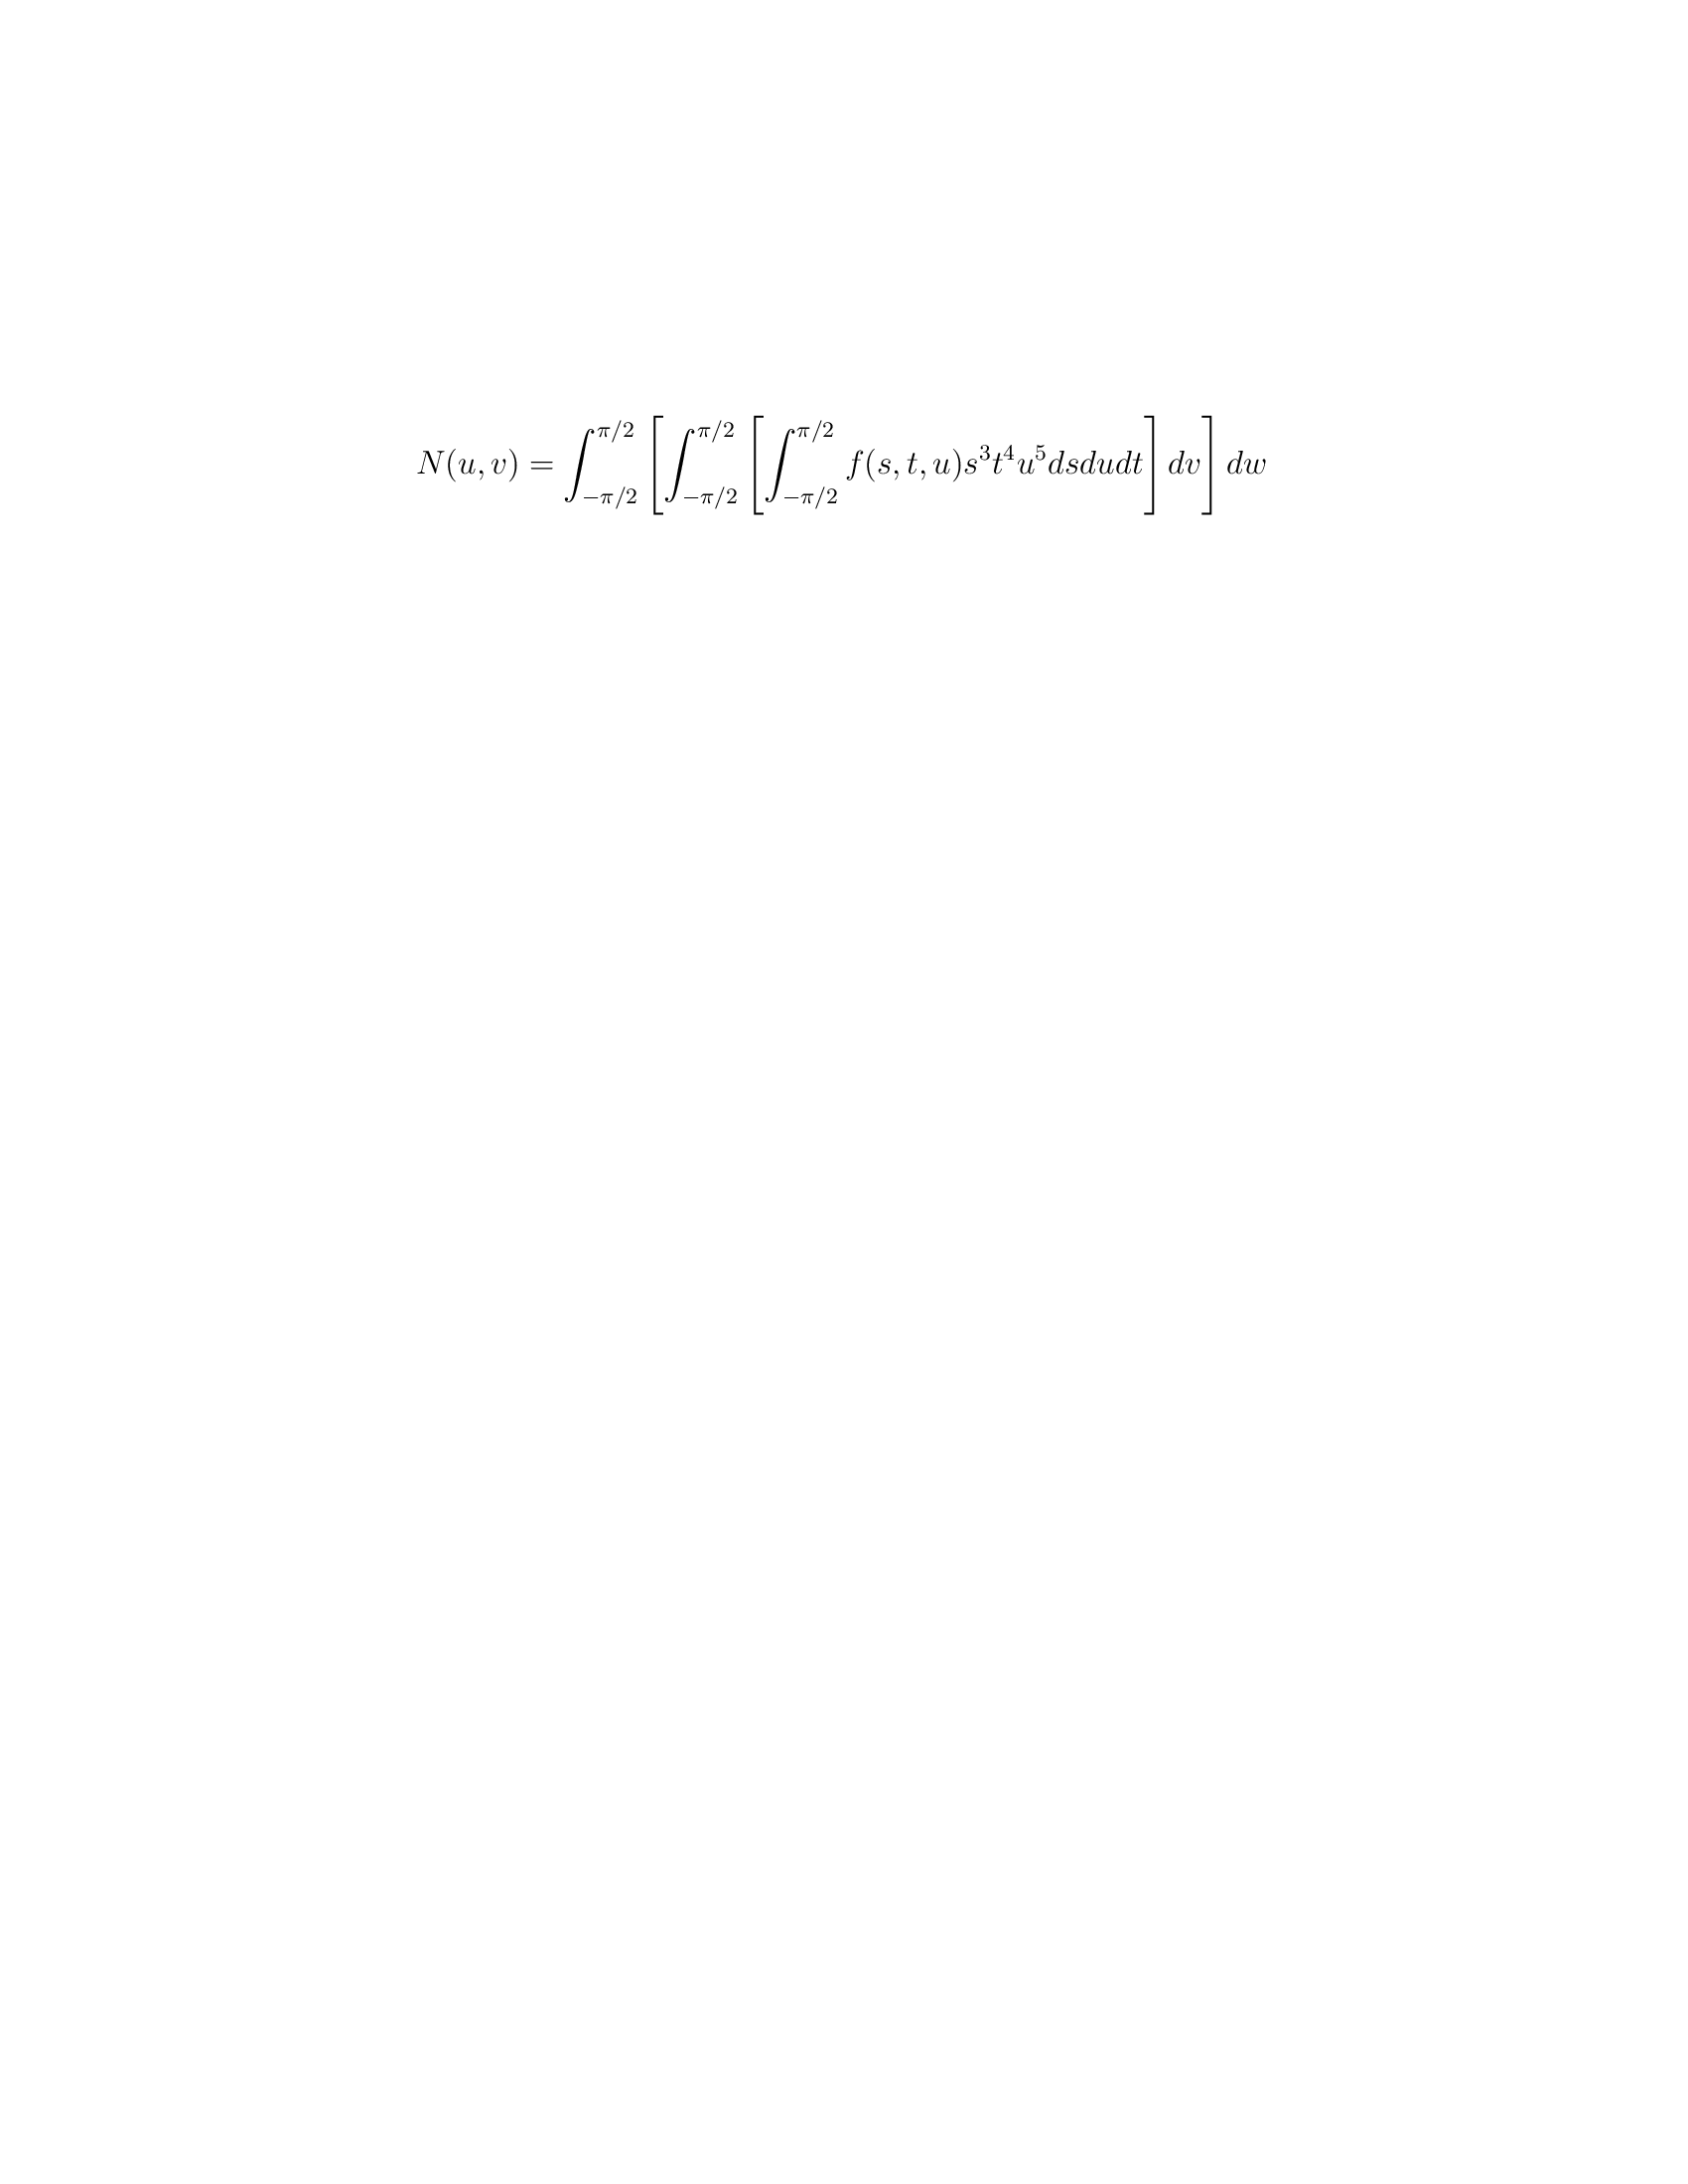 $N(u, v) = \int_{-\pi/2}^{\pi/2} \left[ \int_{-\pi/2}^{\pi/2} \left[ \int_{-\pi/2}^{\pi/2} f(s, t, u) s^3 t^4 u^5 ds du dt \right] dv \right] dw$